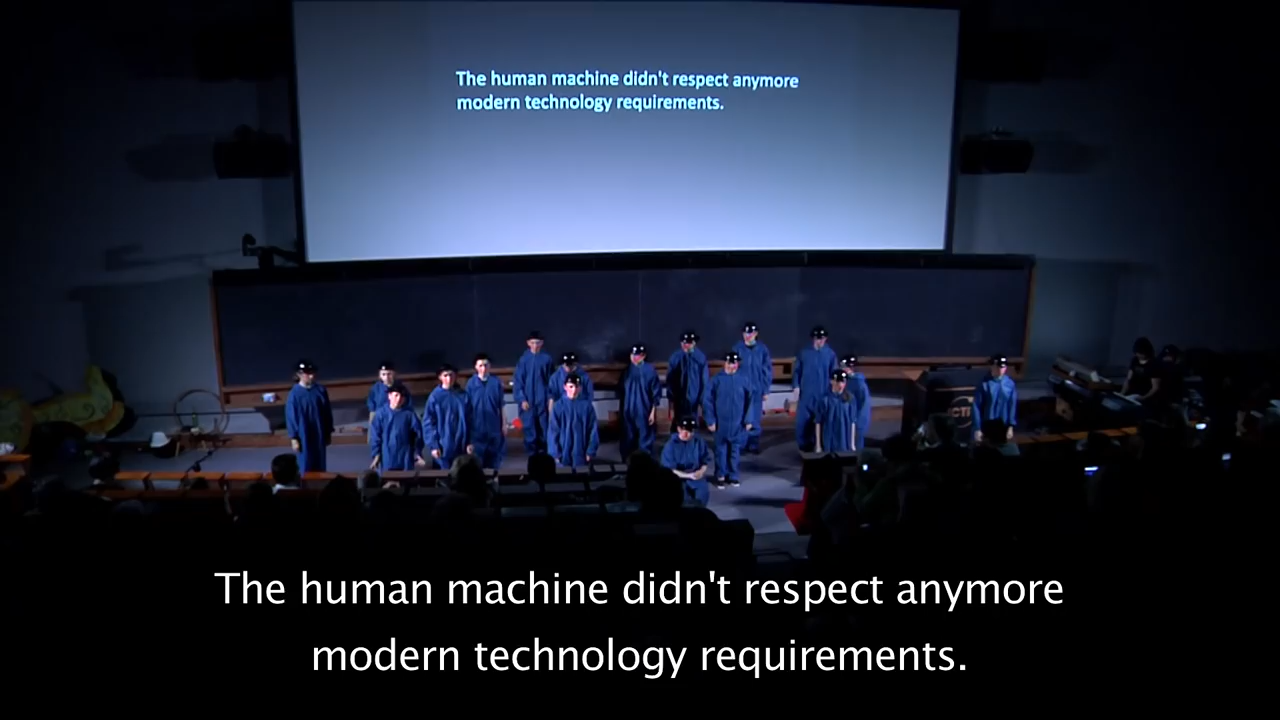 The human machine didn't respect anymore
modern technology requirements.
The human machine didn't respect anymore
modern technology requirements.